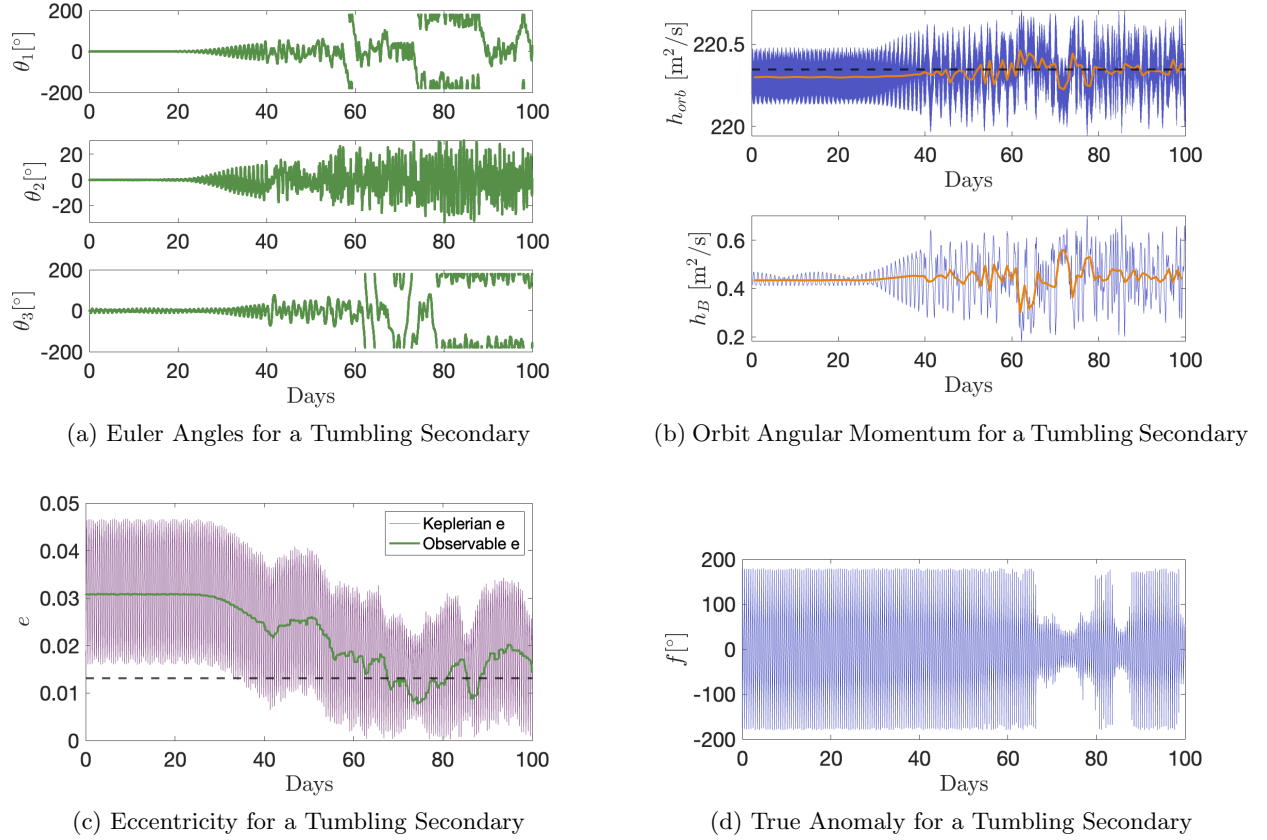 θ1[°]
200
0
-200
0 20 40 60 80 100
θ2[°]
20
0
-20
0 20 40 60 80 100
θ3[°]
200
0
-200
0 20 40 60 80 100
Days
(a) Euler Angles for a Tumbling Secondary
h_orb [m²/s]
220.5
220
0 20 40 60 80 100
Days
h_B [m²/s]
0.6
0.4
0.2
0 20 40 60 80 100
Days
(b) Orbit Angular Momentum for a Tumbling Secondary
e
0.05
0.04
0.03
0.02
0.01
0
Keplerian e
Observable e
0 20 40 60 80 100
Days
(c) Eccentricity for a Tumbling Secondary
f[°]
200
100
0
-100
-200
0 20 40 60 80 100
Days
(d) True Anomaly for a Tumbling Secondary